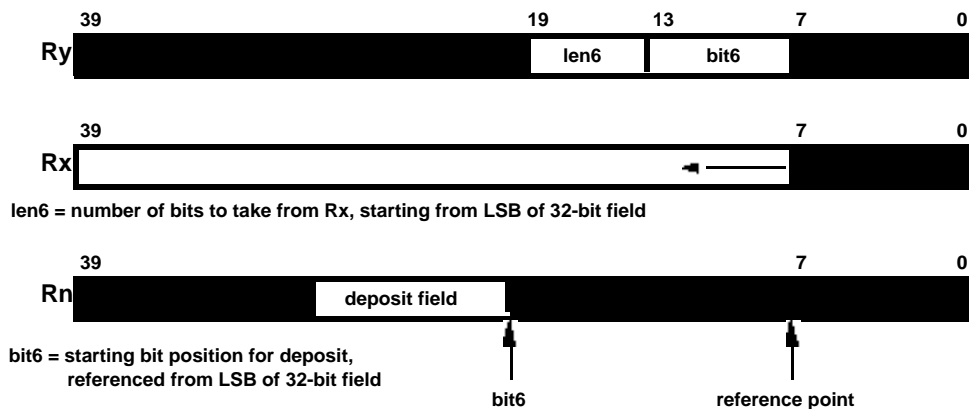 39 19 13 7 0
Ry len6 bit6
39 7 0
Rx
len6 = number of bits to take from Rx, starting from LSB of 32-bit field
39 7 0
Rn deposit field
bit6 = starting bit position for deposit,
referenced from LSB of 32-bit field
bit6 reference point